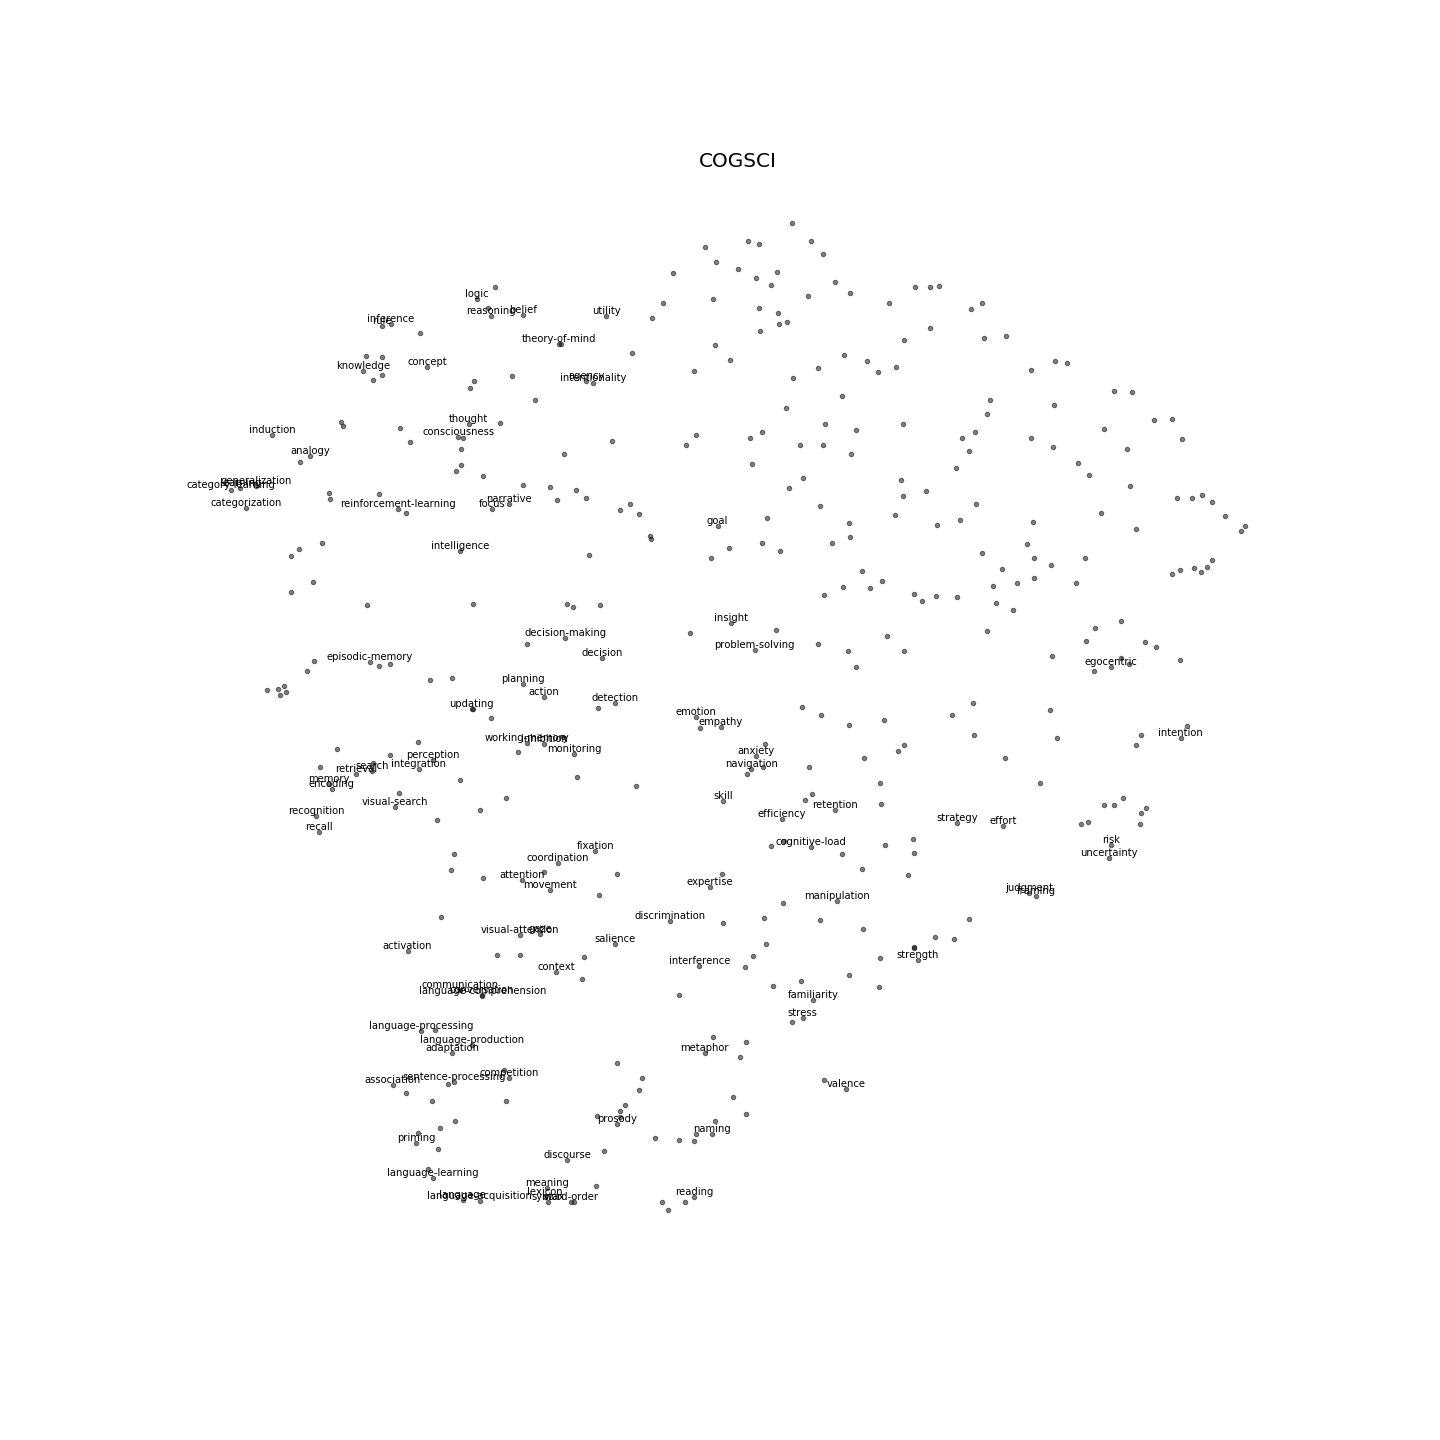 COGSCI
logic
reasoning
belief
utility
inference
rule
theory-of-mind
knowledge
concept
agency
intentionality
thought
consciousness
induction
analogy
generalization
category-learning
categorization
reinforcement-learning
narrative
focus
goal
intelligence
insight
decision-making
problem-solving
decision
episodic-memory
egocentric
planning
action
detection
updating
emotion
empathy
intention
working-memory
inhibition
monitoring
anxiety
perception
navigation
integration
search
retrieval
memory
encoding
visual-search
skill
retention
recognition
efficiency
strategy
effort
recall
cognitive-load
risk
uncertainty
fixation
coordination
attention
movement
expertise
judgment
framing
manipulation
discrimination
visual-attention
gaze
salience
activation
strength
interference
context
communication
conversation
language-comprehension
familiarity
stress
language-processing
language-production
adaptation
metaphor
competition
sentence-processing
association
valence
prosody
naming
priming
discourse
language-learning
meaning
lexicon
reading
language
language-acquisition
syntax
word-order